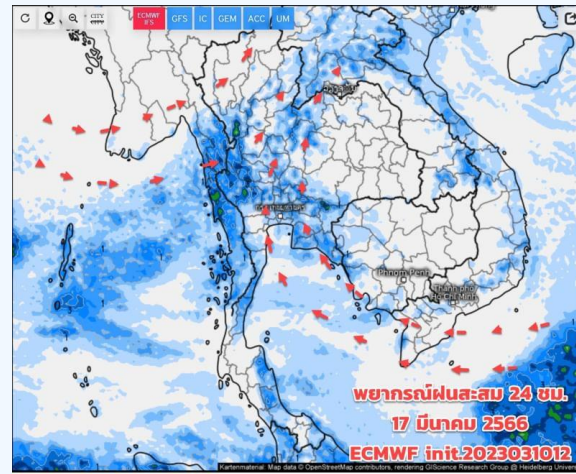 CITY
ECMWF IFS GFS IC GEM ACC UM
Phnom Penh
Thành phố
Hồ Chí Minh
พยากรณ์ฝนสะสม 24 ชม.
17 มีนาคม 2566
ECMWF init.2023031012
Kartenmaterial Map data © OpenStreetMap contributors, rendering GIScience Research Group @ Heidelberg Univer